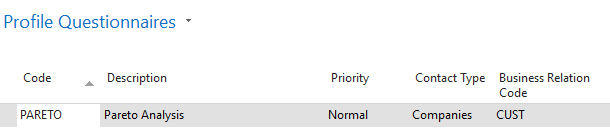 Profile Questionnaires
Code Description Priority Contact Type Business Relation Code
PARETO Pareto Analysis Normal Companies CUST